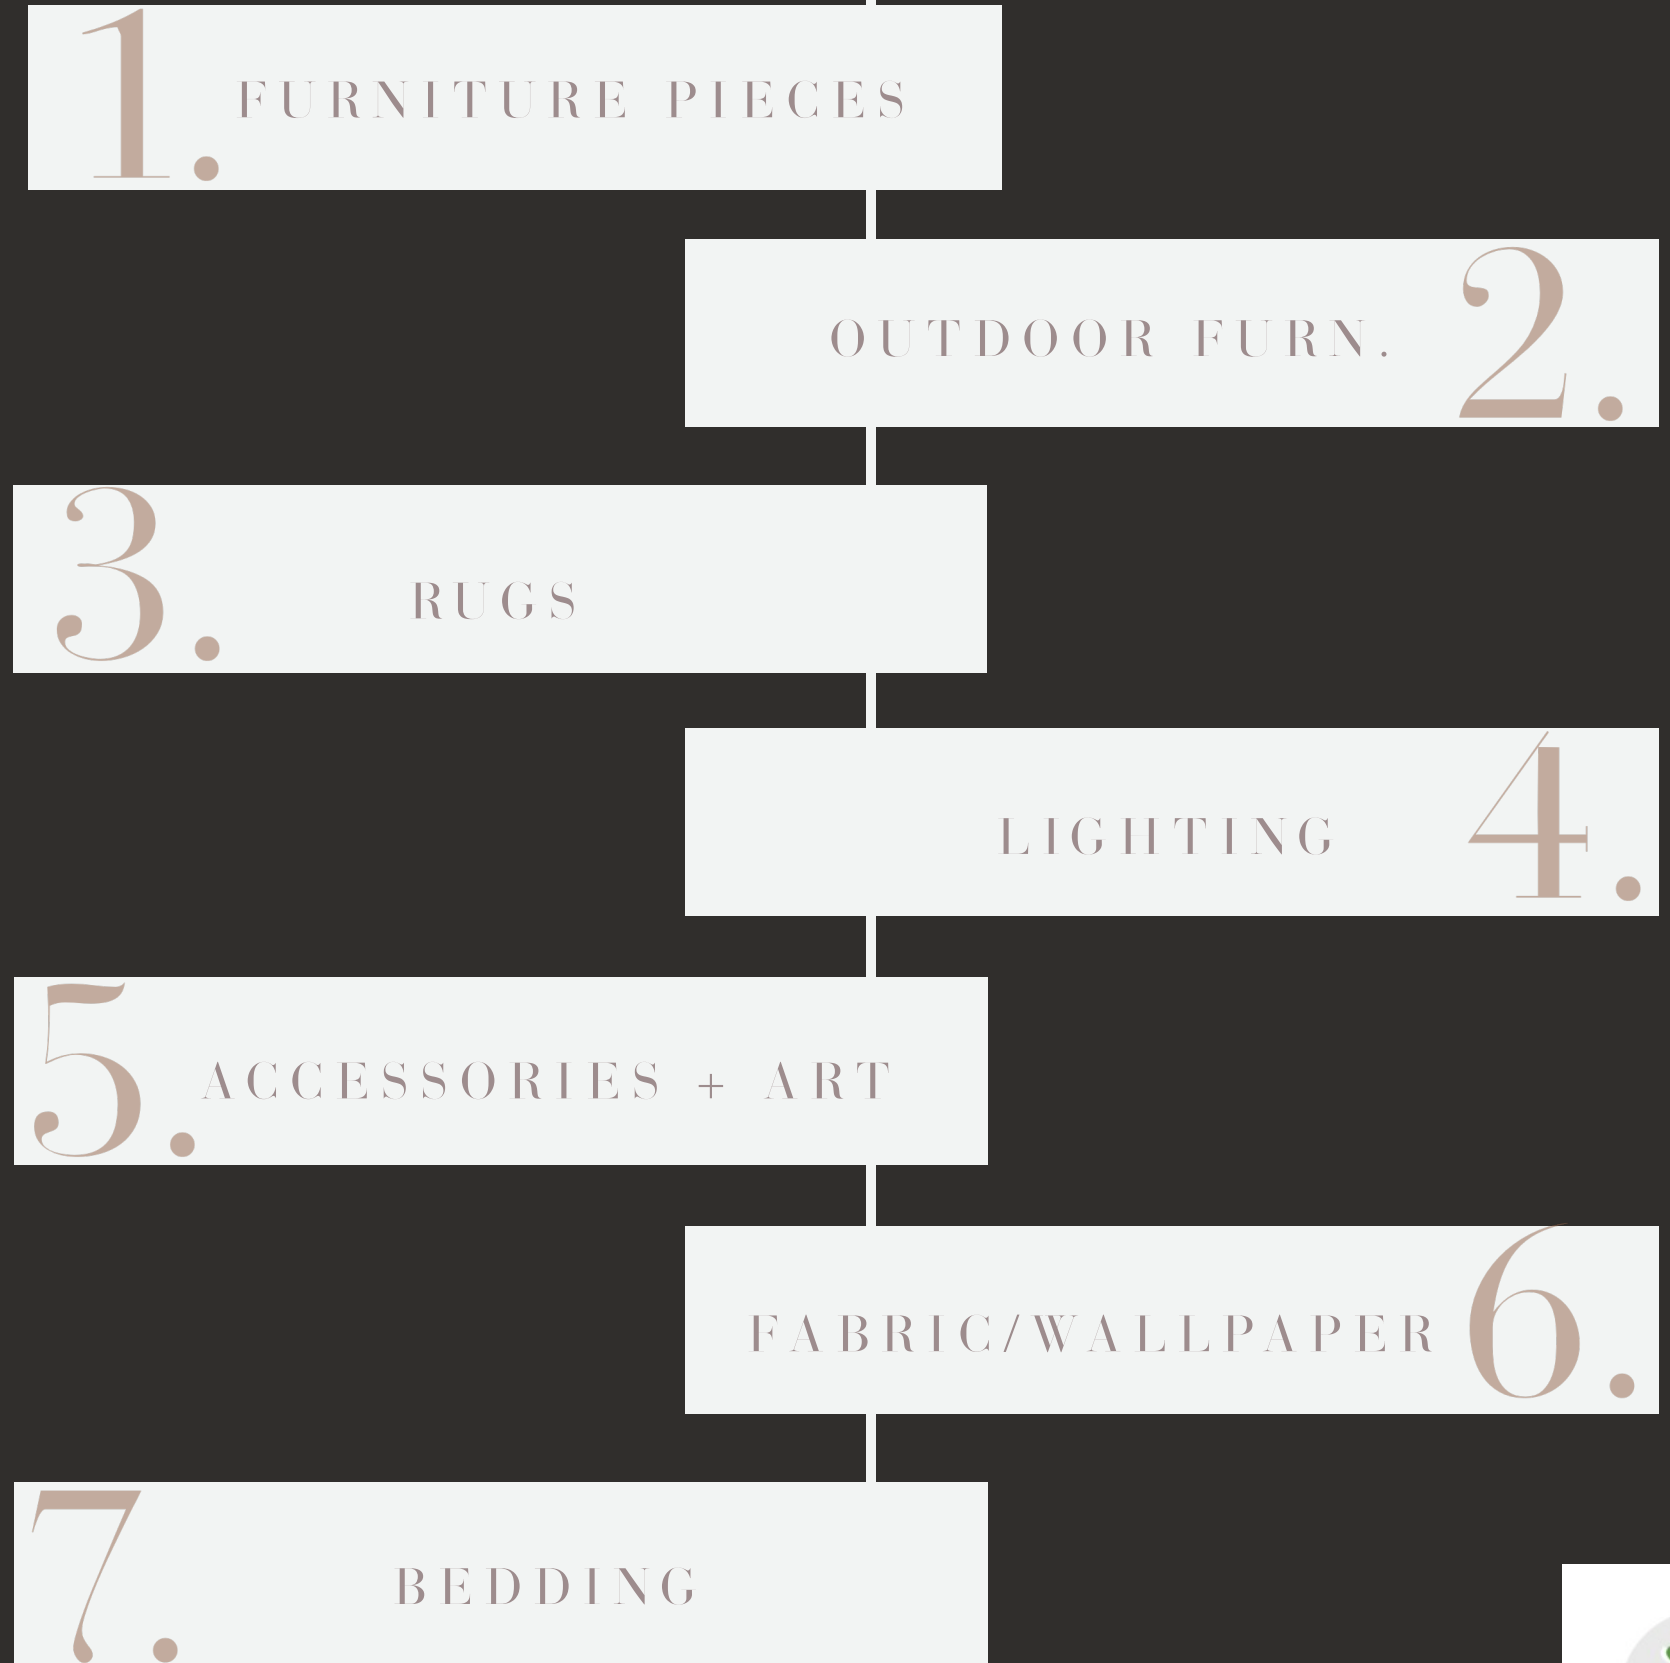 1. FURNITURE PIECES
OUTDOOR FURN. 2.
3. RUGS
LIGHTING 4.
5. ACCESSORIES + ART
FABRIC/WALLPAPER 6.
7. BEDDING